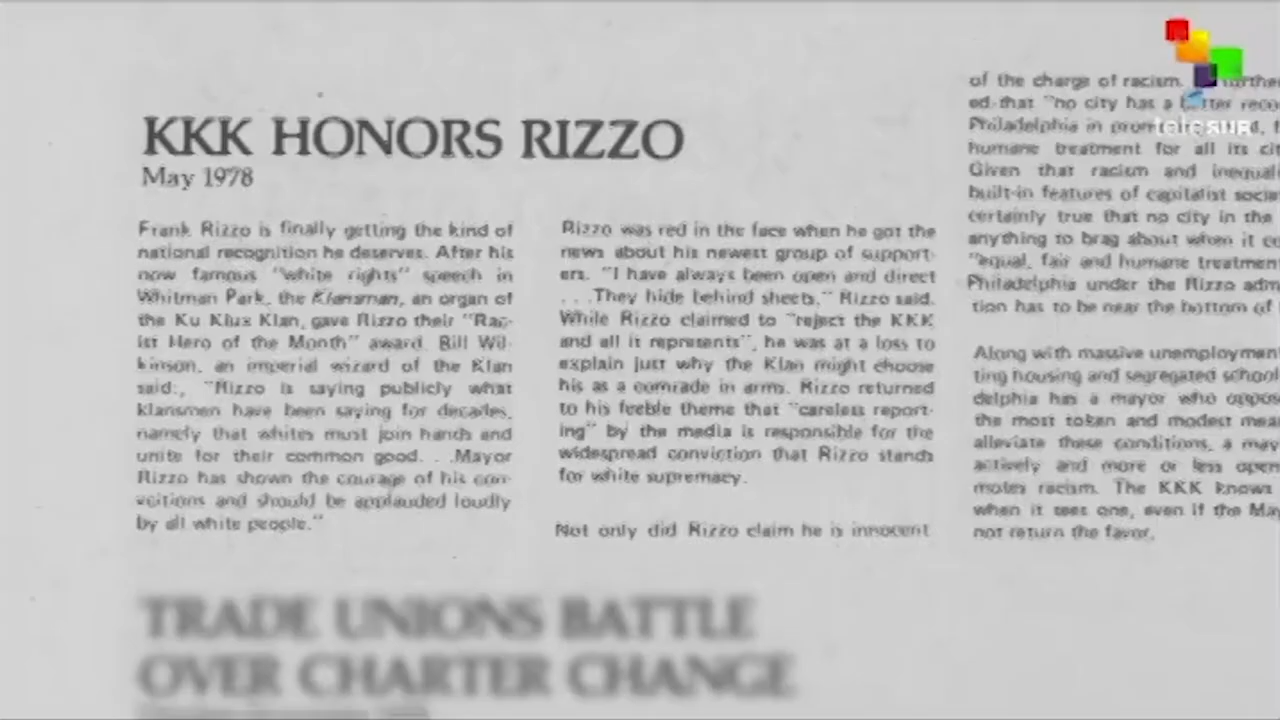 KKK HONORS RIZZO
May 1978
Frank Rizzo is finally getting the kind of
national recognition he deserves. After his
now famous "white rights" speech in
Whitman Park, the Klansman, an organ of
the Ku Klux Klan, gave Rizzo their "Rac-
ist Hero of the Month" award. Bill Wil-
kinson, an imperial wizard of the Klan
said:, "Rizzo is saying publicly what
klansmen have been saying for decades,
namely that whites must join hands and
unite for their common good. . .Mayor
Rizzo has shown the courage of his con-
victions and should be applauded loudly
by all white people."
Rizzo was red in the face when he got the
news about his newest group of support-
ers. "I have always been open and direct
. . .They hide behind sheets," Rizzo said.
While Rizzo claimed to "reject the KKK
and all it represents", he was at a loss to
explain just why the Klan might choose
his as a comrade in arms. Rizzo returned
to his feeble theme that "careless report-
ing" by the media is responsible for the
widespread conviction that Rizzo stands
for white supremacy.
Not only did Rizzo claim he is innocent
of the charge of racism.
ed that "no city has a
Philadelphia in
humane treatment for all its
Given that racism and
built-in features of capitalist
certainly true that no city in the
anything to brag about when it
"equal, fair and humane treatment
Philadelphia under the Rizzo
tion has to be near the bottom of
Along with massive unemployment
ting housing and segregated
delphia has a mayor who
the most token and modest
alleviate these conditions, a
actively and more or less
motes racism. The KKK knows
when it sees one, even if the
not return the favor.
TRADE UNIONS BATTLE
OVER CHARTER CHANGE
teleSUR